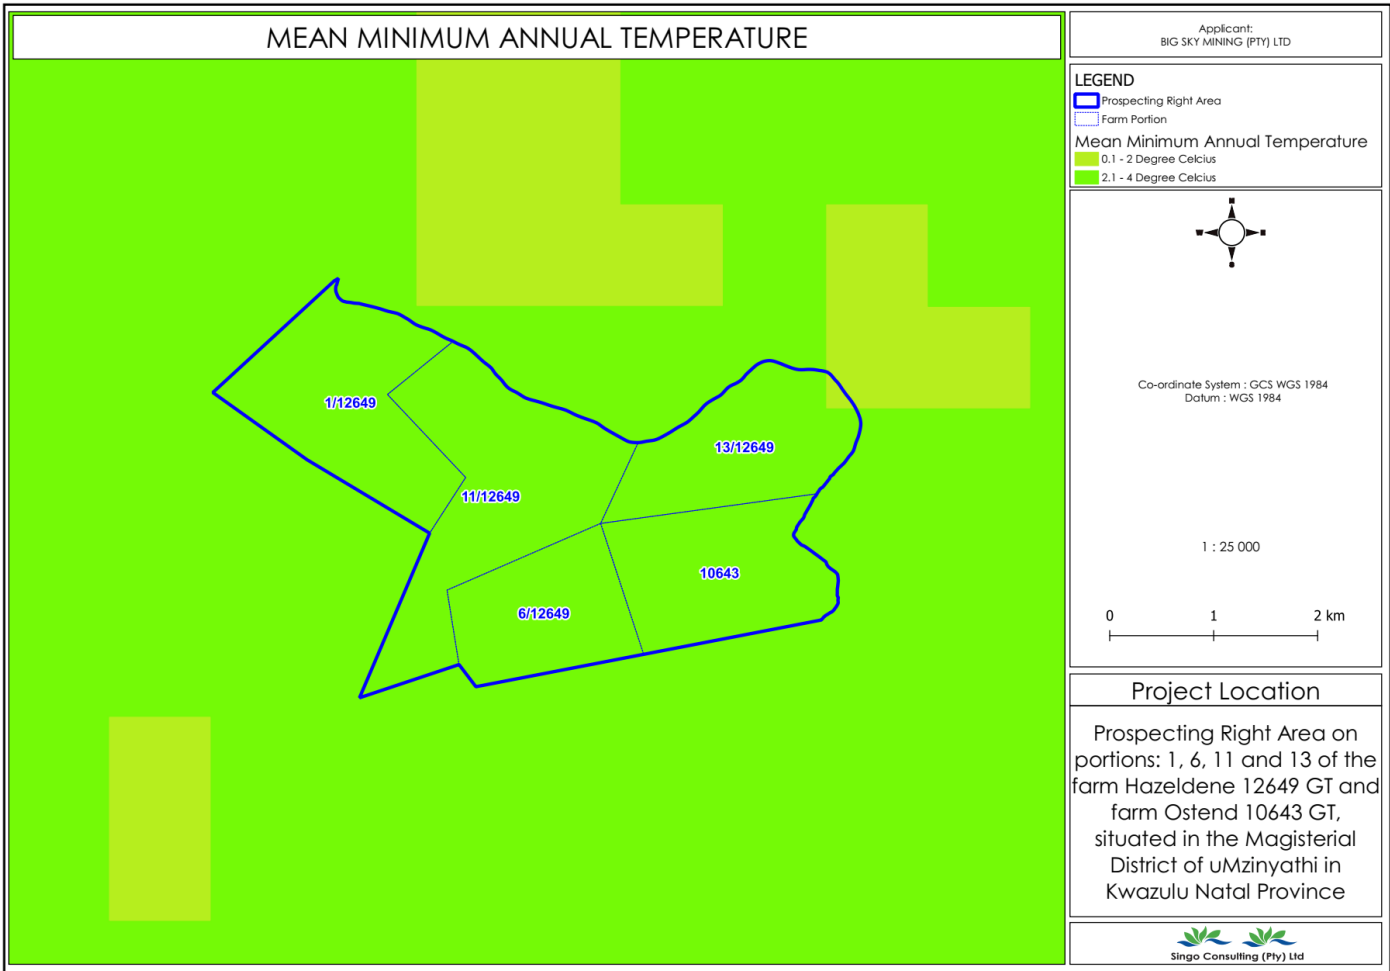 MEAN MINIMUM ANNUAL TEMPERATURE
1/12649
13/12649
11/12649
10643
6/12649
Applicant:
BIG SKY MINING (PTY) LTD
LEGEND
Prospecting Right Area
Farm Portion
Mean Minimum Annual Temperature
0.1 - 2 Degree Celcius
2.1 - 4 Degree Celcius
W
Co-ordinate System : GCS WGS 1984
Datum : WGS 1984
1 : 25 000
0 1 2 km
Project Location
Prospecting Right Area on
portions: 1, 6, 11 and 13 of the
farm Hazeldene 12649 GT and
farm Ostend 10643 GT,
situated in the Magisterial
District of uMzinyathi in
Kwazulu Natal Province
Singo Consulting (Pty) Ltd